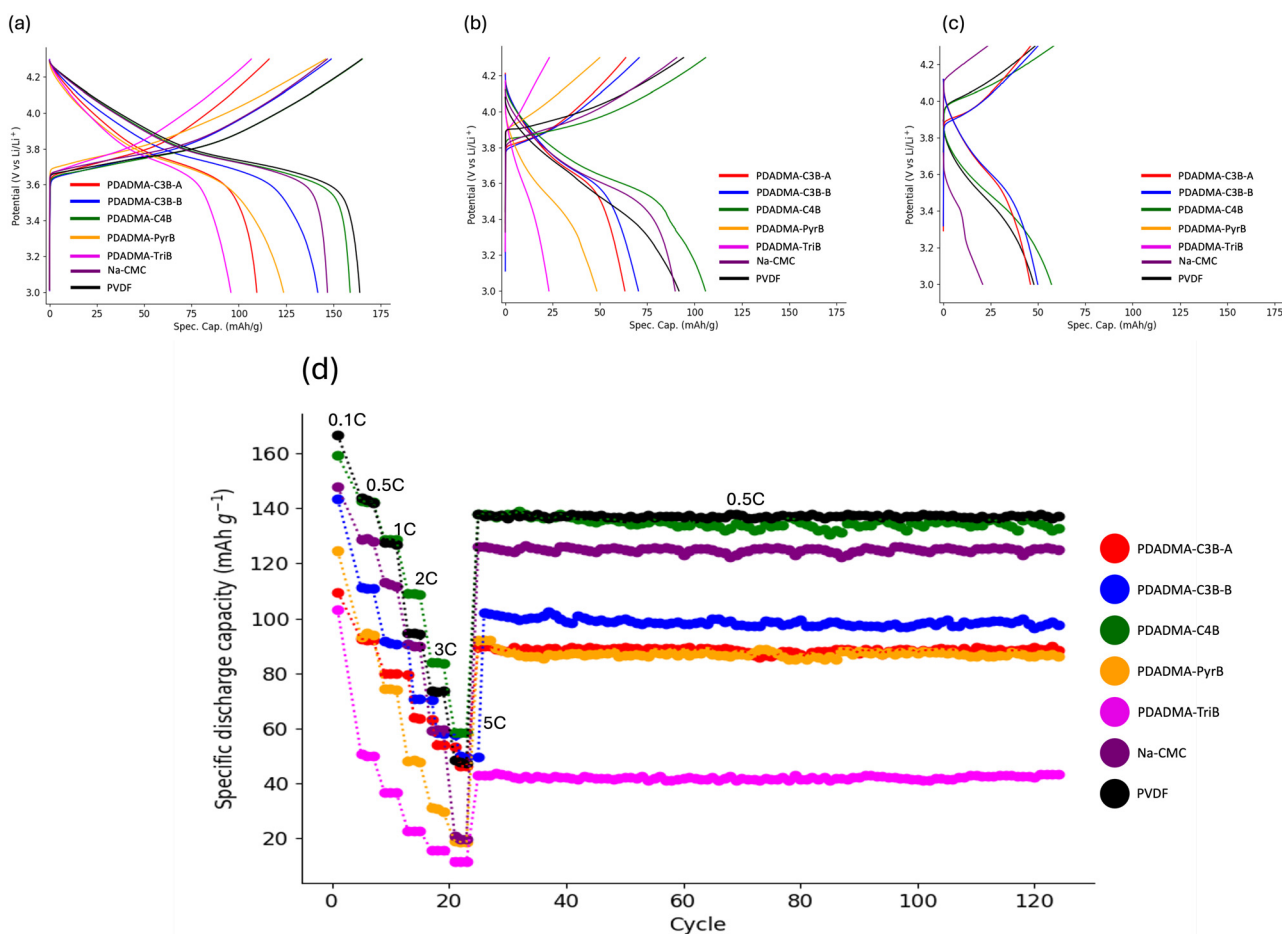 (a)
Potential (V vs Li/Li⁺)
4.2
4.0
3.8
3.6
3.4
3.2
3.0
PDADMA-C3B-A
PDADMA-C3B-B
PDADMA-C4B
PDADMA-PyrB
PDADMA-TriB
Na-CMC
PVDF
0 25 50 75 100 125 150 175
Spec. Cap. (mAh/g)
(b)
Potential (V vs Li/Li⁺)
4.2
4.0
3.8
3.6
3.4
3.2
3.0
PDADMA-C3B-A
PDADMA-C3B-B
PDADMA-C4B
PDADMA-PyrB
PDADMA-TriB
Na-CMC
PVDF
0 25 50 75 100 125 150 175
Spec. Cap. (mAh/g)
(c)
Potential (V vs Li/Li⁺)
4.2
4.0
3.8
3.6
3.4
3.2
3.0
PDADMA-C3B-A
PDADMA-C3B-B
PDADMA-C4B
PDADMA-PyrB
PDADMA-TriB
Na-CMC
PVDF
0 25 50 75 100 125 150 175
Spec. Cap. (mAh/g)
(d)
Specific discharge capacity (mAh g⁻¹)
160
140
120
100
80
60
40
20
0.1C
0.5C
1C
2C
3C
5C
0.5C
0 20 40 60 80 100 120
Cycle
PDADMA-C3B-A
PDADMA-C3B-B
PDADMA-C4B
PDADMA-PyrB
PDADMA-TriB
Na-CMC
PVDF